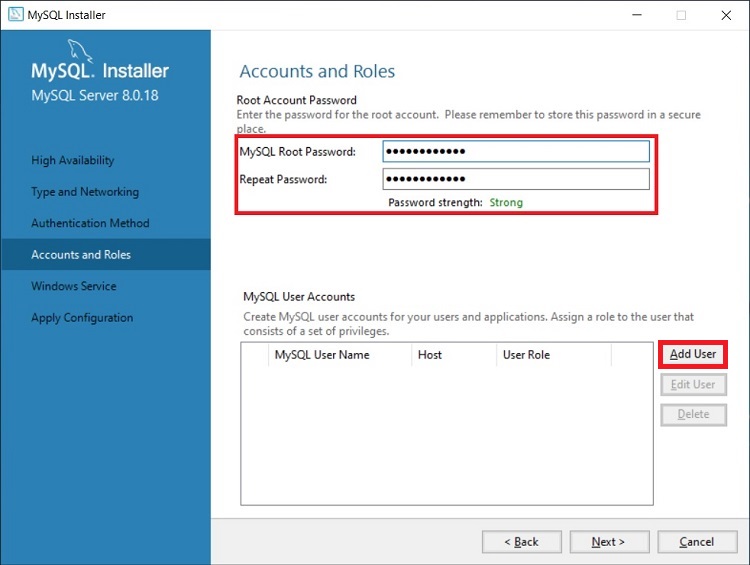 MySQL Installer
MySQL. Installer
MySQL Server 8.0.18
High Availability
Type and Networking
Authentication Method
Accounts and Roles
Windows Service
Apply Configuration
Accounts and Roles
Root Account Password
Enter the password for the root account.  Please remember to store this password in a secure
place.
MySQL Root Password: ●●●●●●●●●●●●
Repeat Password: ●●●●●●●●●●●●
Password strength: Strong
MySQL User Accounts
Create MySQL user accounts for your users and applications. Assign a role to the user that
consists of a set of privileges.
MySQL User Name Host User Role
Add User
Edit User
Delete
< Back Next > Cancel